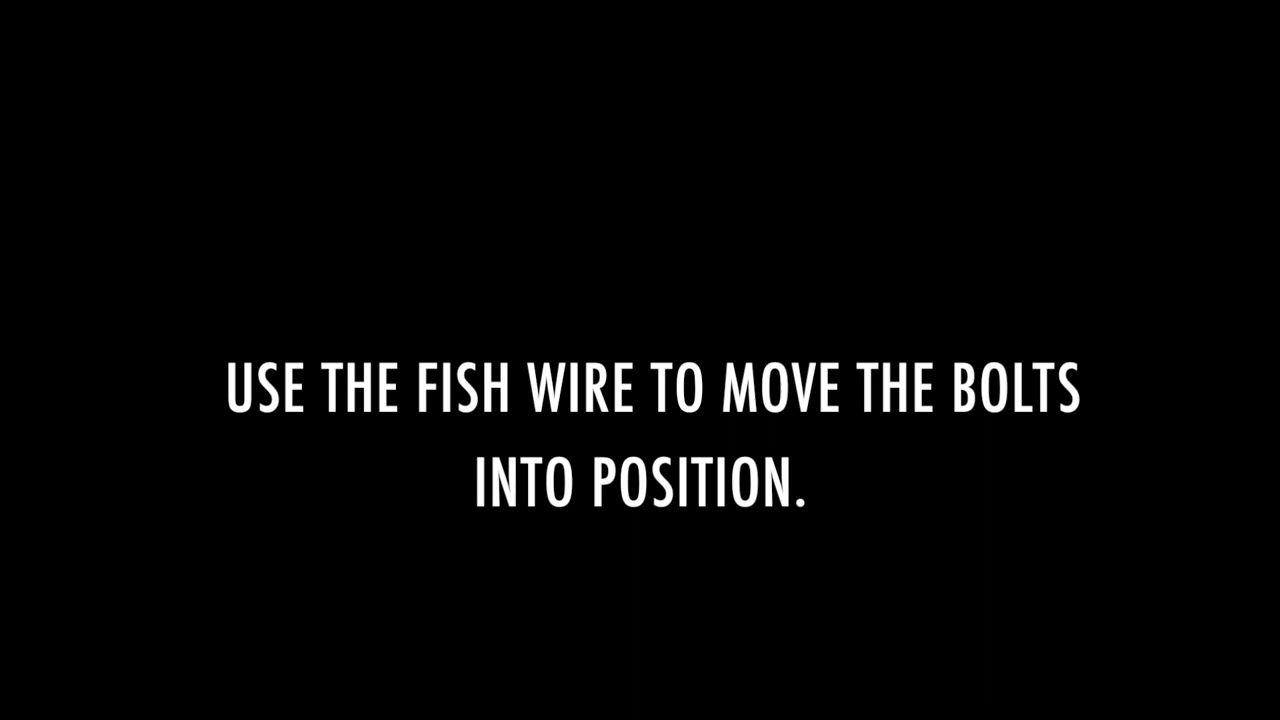 USE THE FISH WIRE TO MOVE THE BOLTS
INTO POSITION.